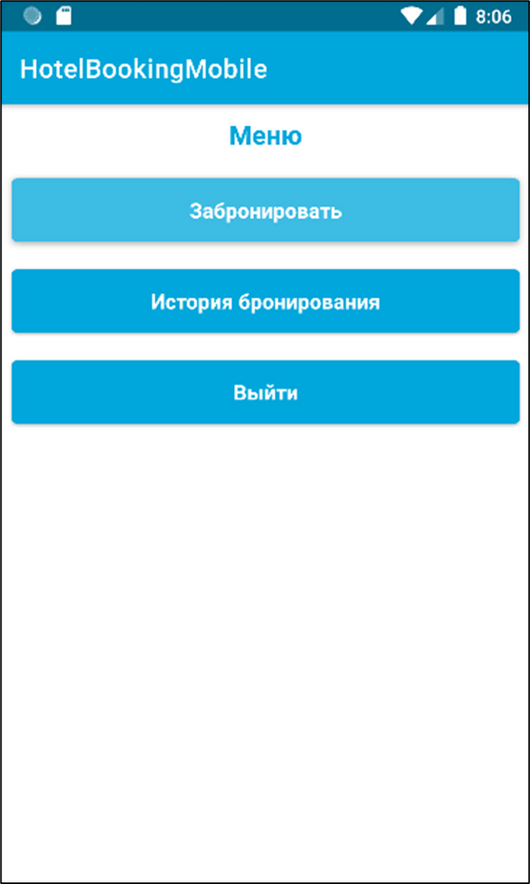 8:06
HotelBookingMobile
Меню
Забронировать
История бронирования
Выйти